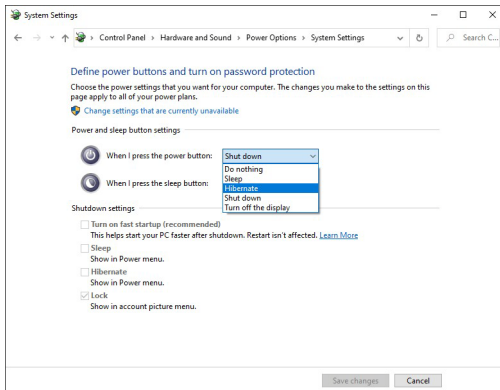 System Settings
Control Panel > Hardware and Sound > Power Options > System Settings
Search C...
Define power buttons and turn on password protection
Choose the power settings that you want for your computer. The changes you make to the settings on this
page apply to all of your power plans.
Change settings that are currently unavailable
Power and sleep button settings
When I press the power button: Shut down
Do nothing
Sleep
Hibernate
Shut down
Turn off the display
When I press the sleep button:
Shutdown settings
Turn on fast startup (recommended)
This helps start your PC faster after shutdown. Restart isn't affected. Learn More
Sleep
Show in Power menu.
Hibernate
Show in Power menu.
Lock
Show in account picture menu.
Save changes Cancel